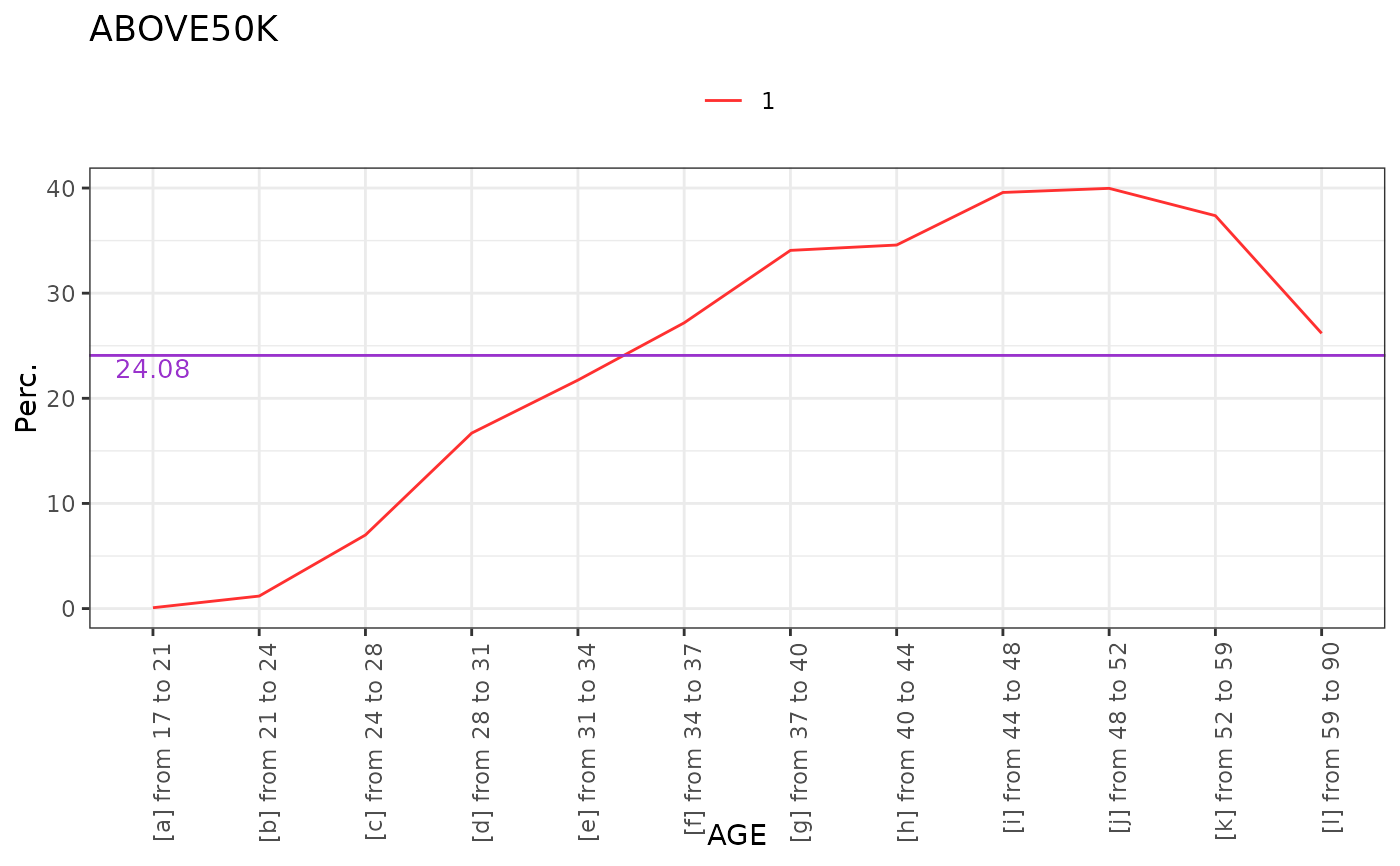 ABOVE50K
1
40
30
20
10
0
Perc.
24.08
[a] from 17 to 21
[b] from 21 to 24
[c] from 24 to 28
[d] from 28 to 31
[e] from 31 to 34
[f] from 34 to 37
[g] from 37 to 40
[h] from 40 to 44
[i] from 44 to 48
[j] from 48 to 52
[k] from 52 to 59
[l] from 59 to 90
AGE